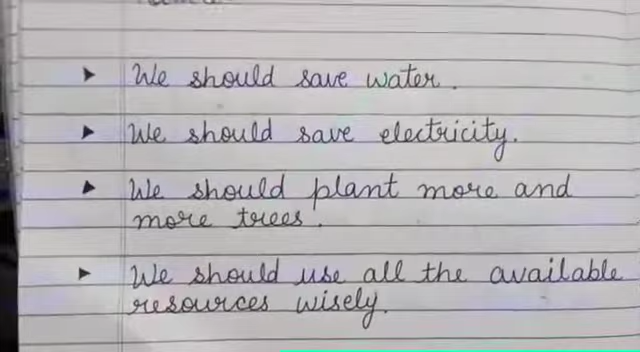 ➤ We should save water.
➤ We should save electricity.
➤ We should plant more and
more trees.
➤ We should use all the available
resources wisely.